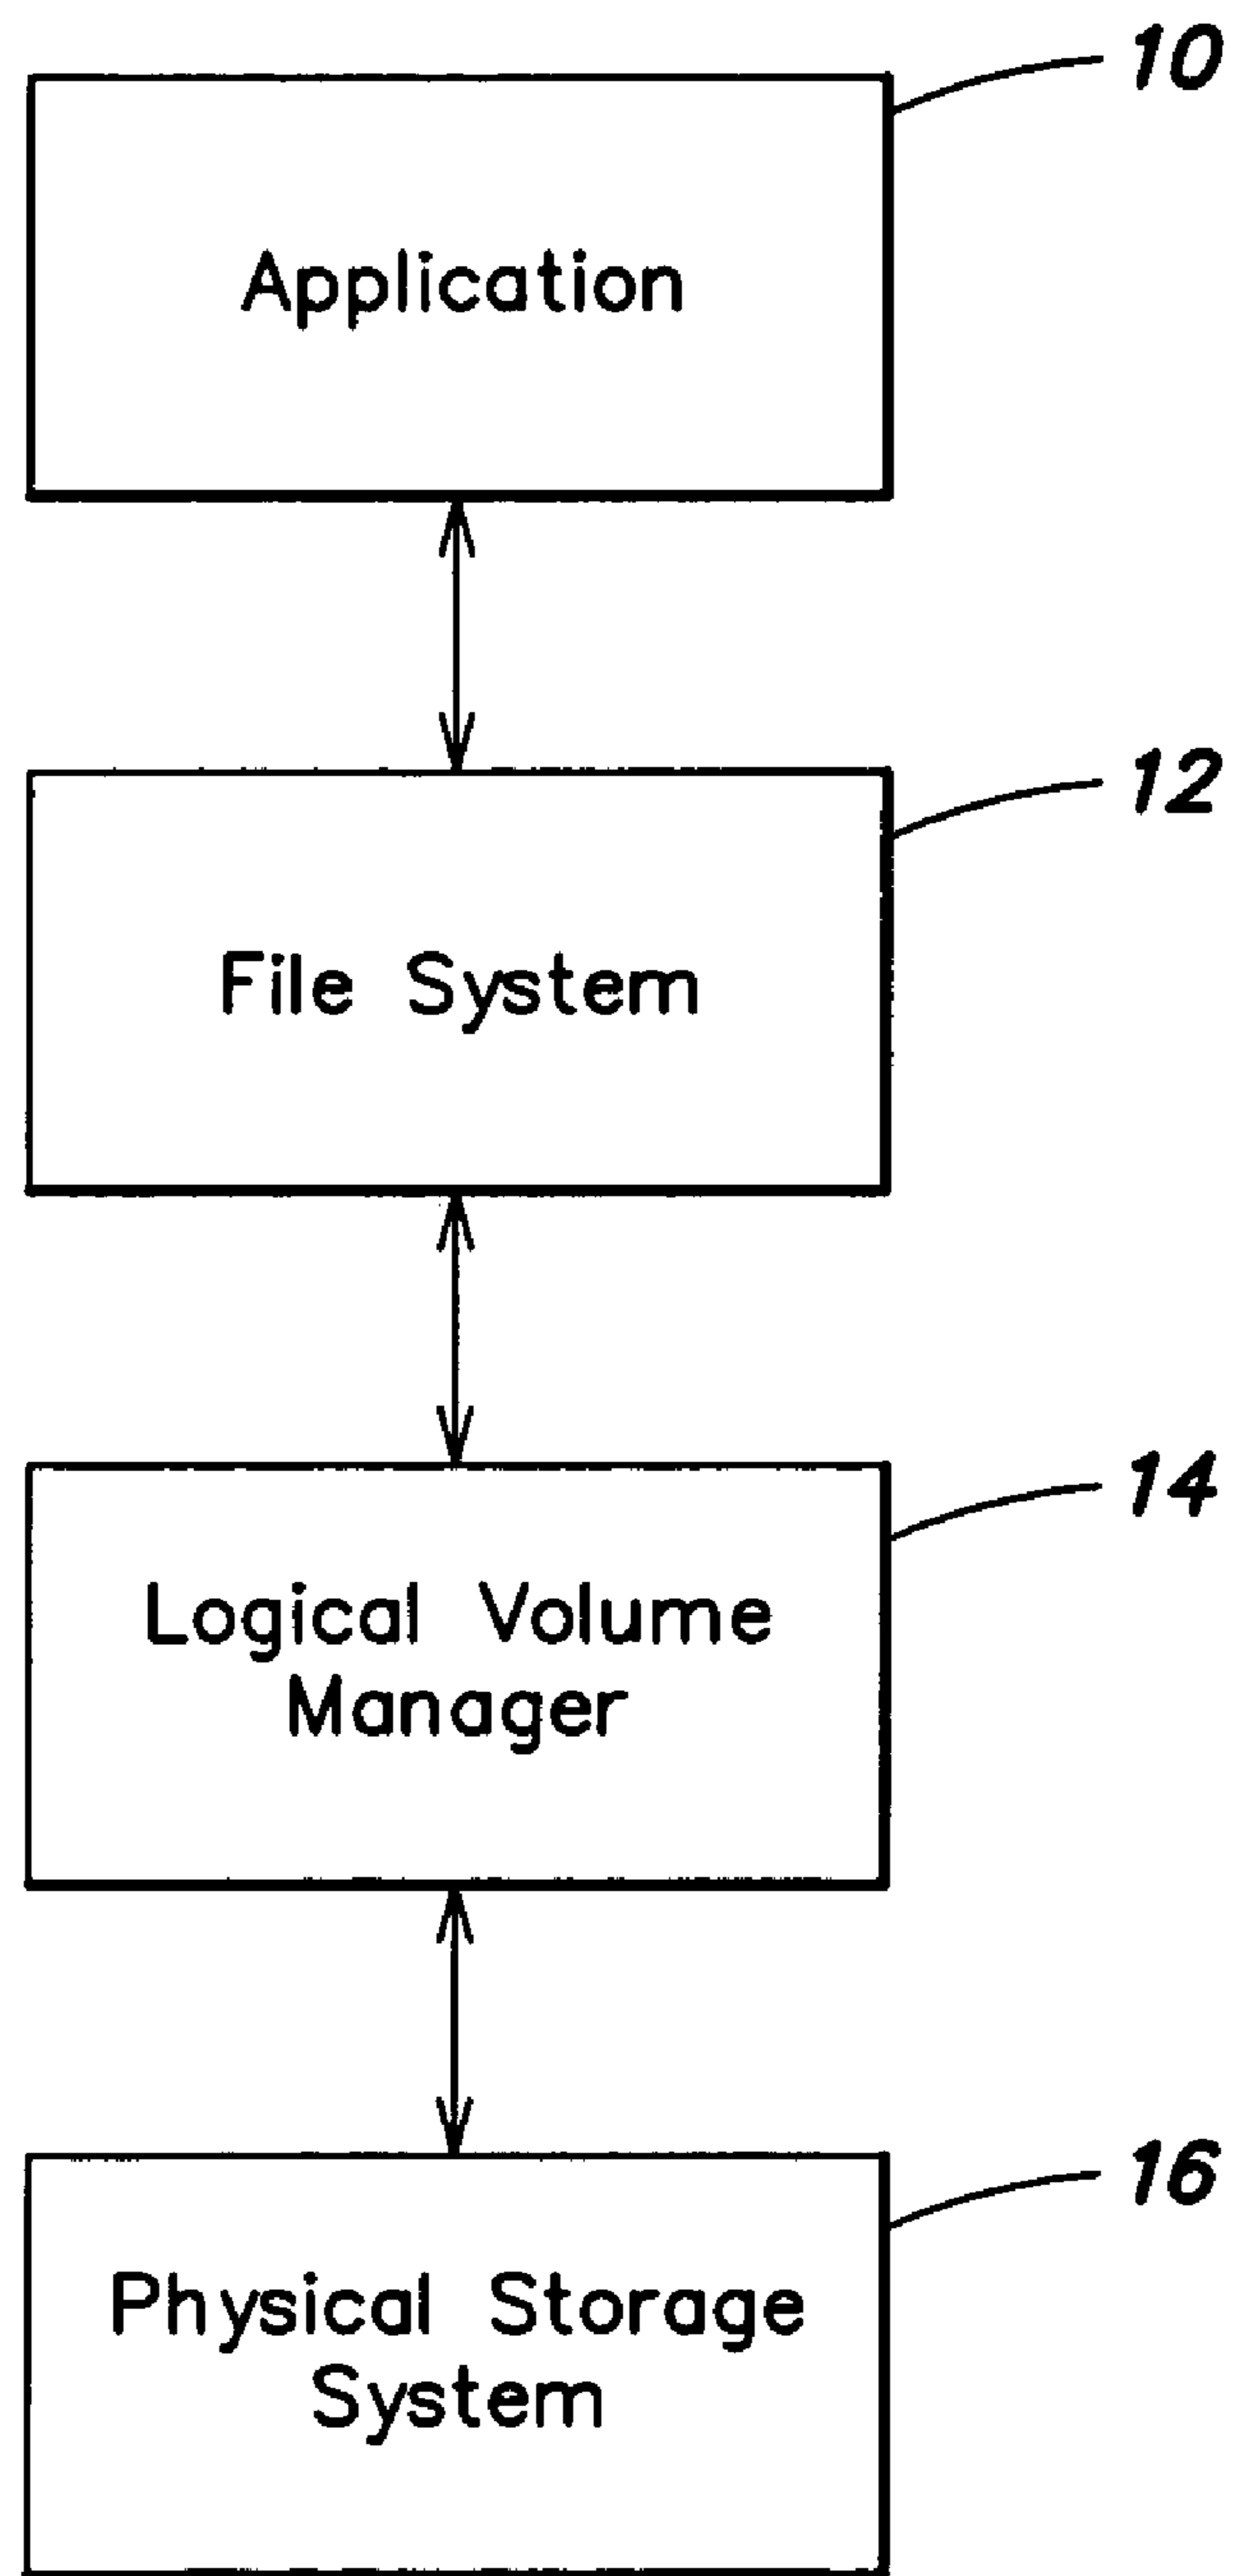 10
Application
12
File System
14
Logical Volume
Manager
16
Physical Storage
System